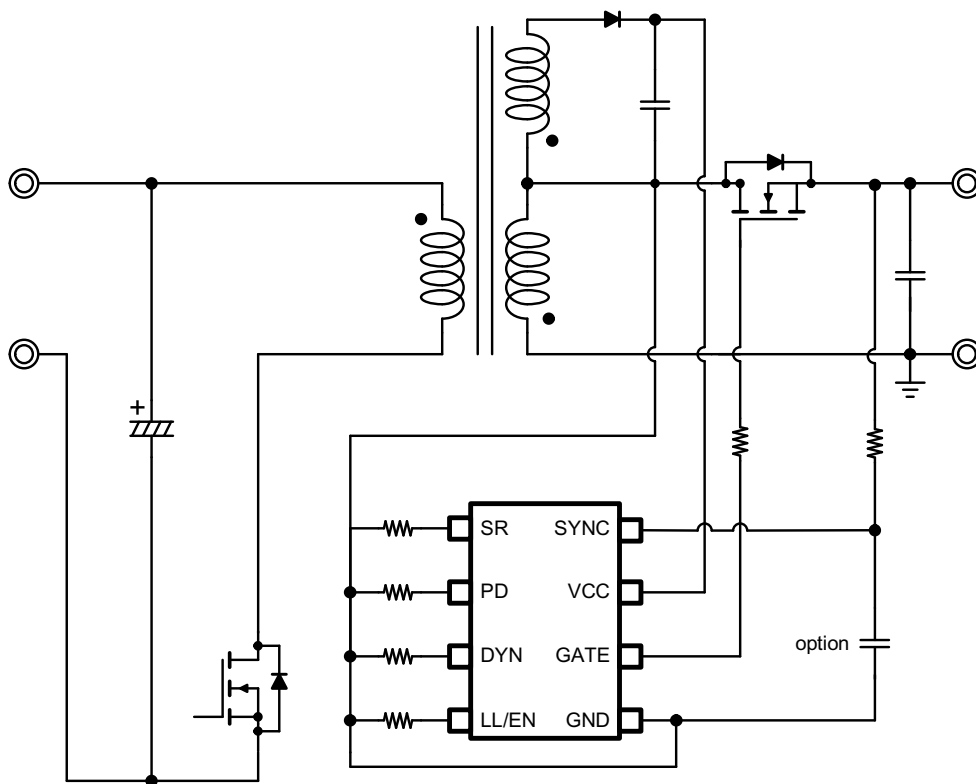 +
SR SYNC
PD VCC
option
DYN GATE
LL/EN GND